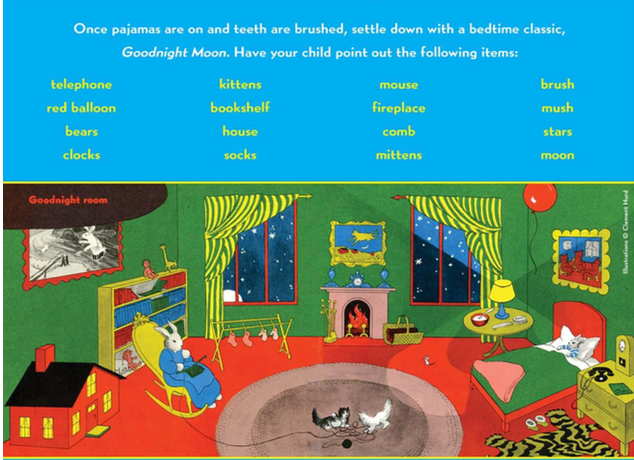 Once pajamas are on and teeth are brushed, settle down with a bedtime classic,
Goodnight Moon. Have your child point out the following items:
telephone kittens mouse brush
red balloon bookshelf fireplace mush
bears house comb stars
clocks socks mittens moon
Goodnight room
Illustrations © Clement Hurd